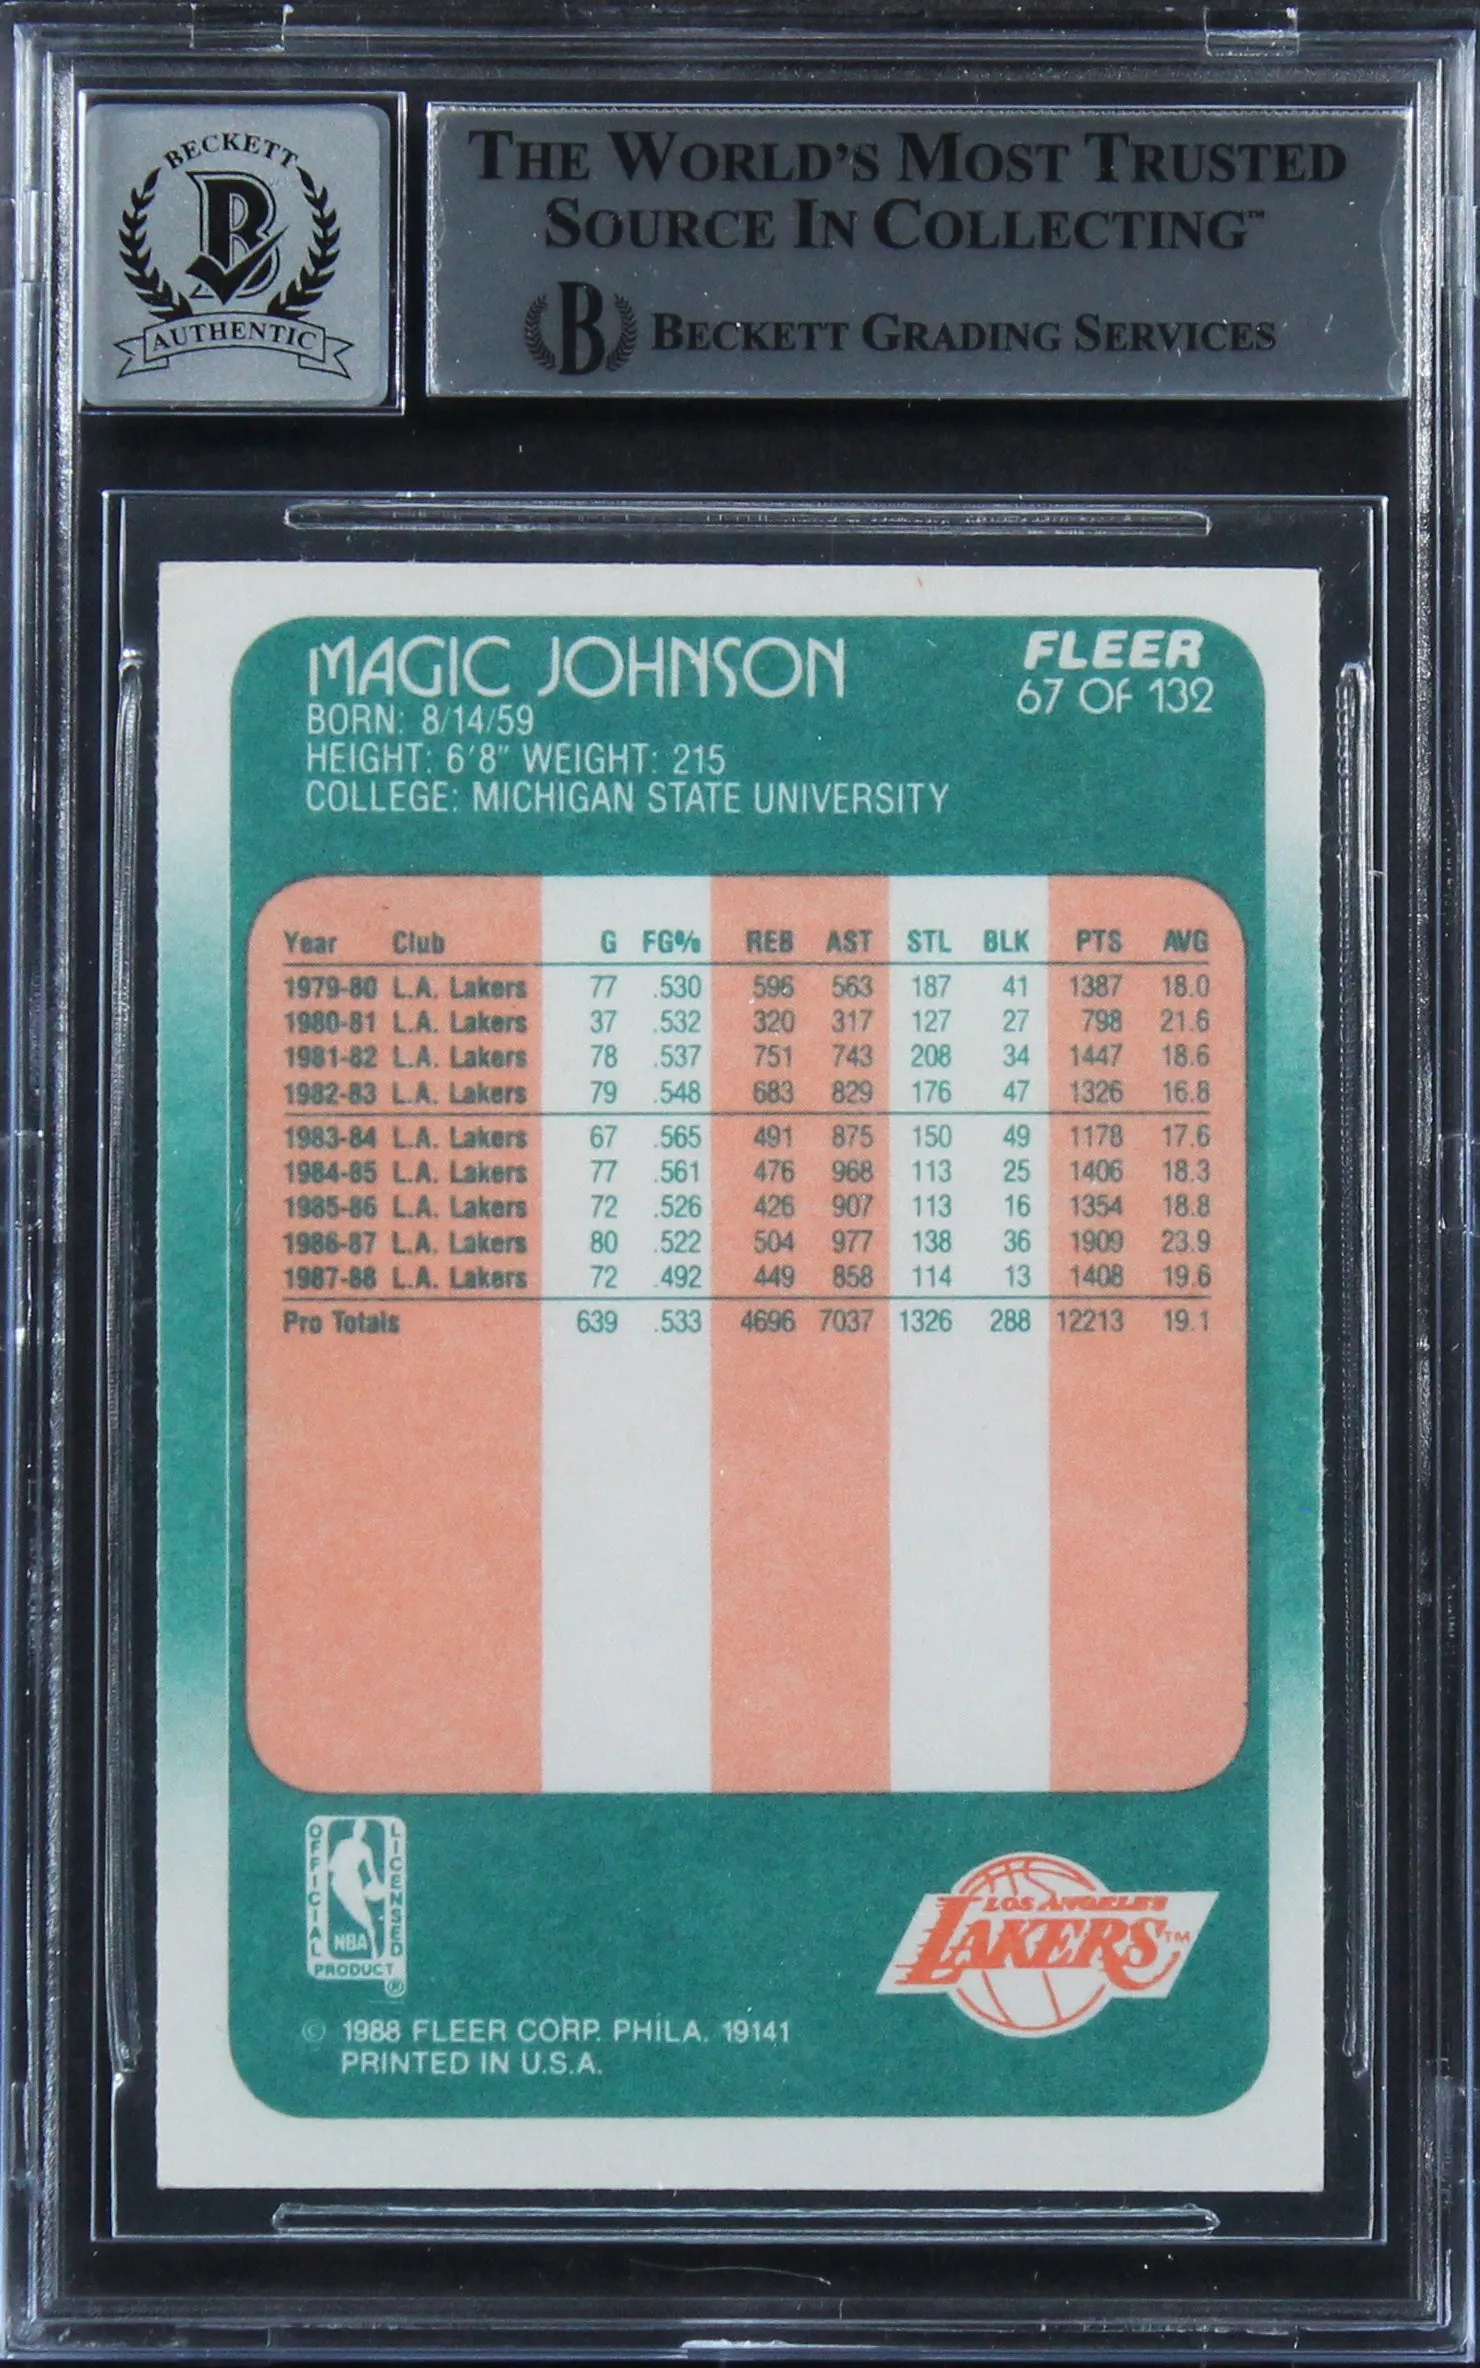 BECKETT
B
AUTHENTIC
THE WORLD'S MOST TRUSTED
SOURCE IN COLLECTING™
B BECKETT GRADING SERVICES
MAGIC JOHNSON
FLEER
67 OF 132
BORN: 8/14/59
HEIGHT: 6'8" WEIGHT: 215
COLLEGE: MICHIGAN STATE UNIVERSITY
Year Club G FG% REB AST STL BLK PTS AVG
1979-80 L.A. Lakers 77 .530 596 563 187 41 1387 18.0
1980-81 L.A. Lakers 37 .532 320 317 127 27 798 21.6
1981-82 L.A. Lakers 78 .537 751 743 208 34 1447 18.6
1982-83 L.A. Lakers 79 .548 683 829 176 47 1326 16.8
1983-84 L.A. Lakers 67 .565 491 875 150 49 1178 17.6
1984-85 L.A. Lakers 77 .561 476 968 113 25 1406 18.3
1985-86 L.A. Lakers 72 .526 426 907 113 16 1354 18.8
1986-87 L.A. Lakers 80 .522 504 977 138 36 1909 23.9
1987-88 L.A. Lakers 72 .492 449 858 114 13 1408 19.6
Pro Totals 639 .533 4696 7037 1326 288 12213 19.1
OFFICIAL
LICENSED
NBA
PRODUCT ®
LOS ANGELES
LAKERS™
© 1988 FLEER CORP. PHILA. 19141
PRINTED IN U.S.A.